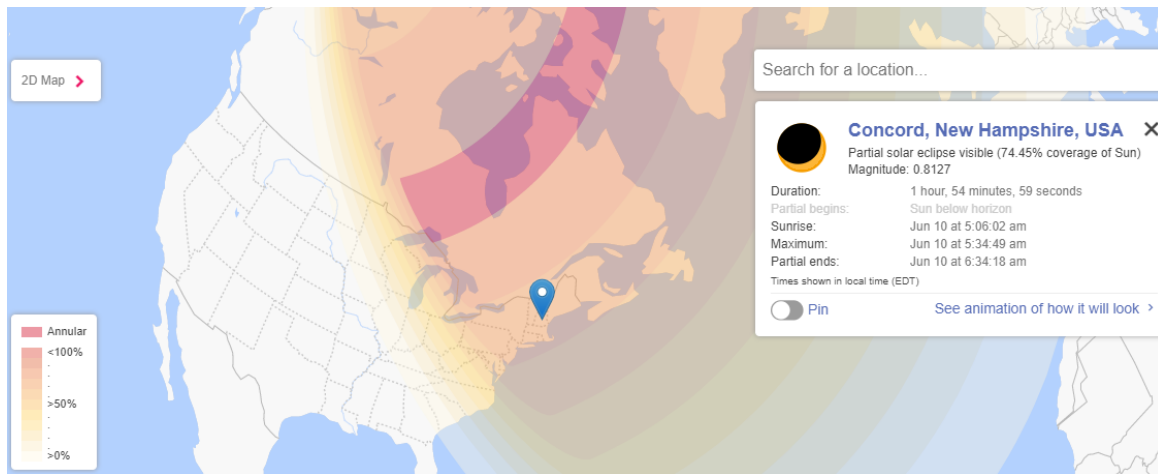 2D Map
Search for a location...
Concord, New Hampshire, USA
Partial solar eclipse visible (74.45% coverage of Sun)
Magnitude: 0.8127
Duration: 1 hour, 54 minutes, 59 seconds
Partial begins: Sun below horizon
Sunrise: Jun 10 at 5:06:02 am
Maximum: Jun 10 at 5:34:49 am
Partial ends: Jun 10 at 6:34:18 am
Times shown in local time (EDT)
Pin
See animation of how it will look
Annular
<100%
>50%
>0%